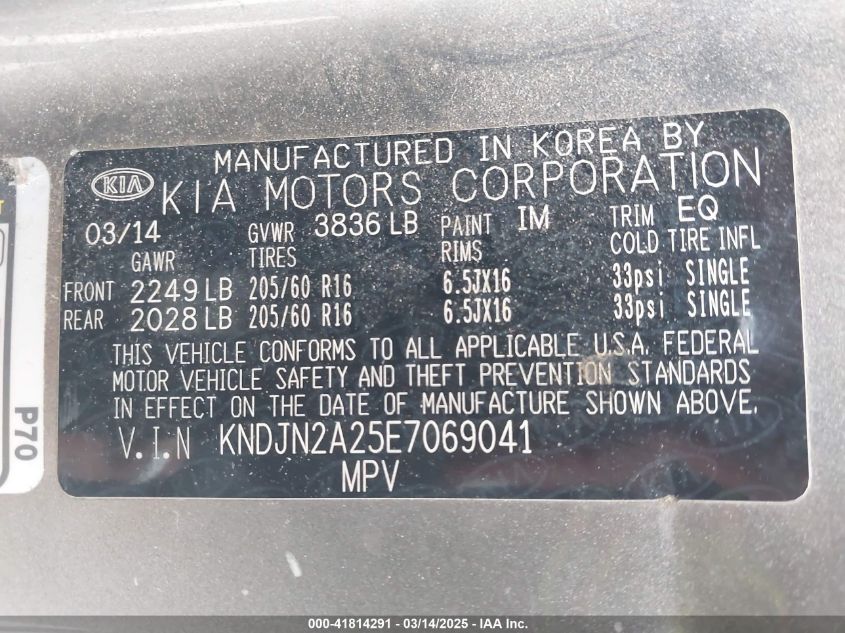 MANUFACTURED IN KOREA BY
KIA KIA MOTORS CORPORATION
03/14 GVWR 3836 LB PAINT IM TRIM EQ
GAWR TIRES RIMS COLD TIRE INFL
FRONT 2249 LB 205/60 R16 6.5JX16 33psi SINGLE
REAR 2028 LB 205/60 R16 6.5JX16 33psi SINGLE
THIS VEHICLE CONFORMS TO ALL APPLICABLE U.S.A. FEDERAL
MOTOR VEHICLE SAFETY AND THEFT PREVENTION STANDARDS
IN EFFECT ON THE DATE OF MANUFACTURE SHOWN ABOVE.
V.I.N KNDJN2A25E7069041
MPV
P70
000-41814291 / 03/14/2025 - IAA Inc.